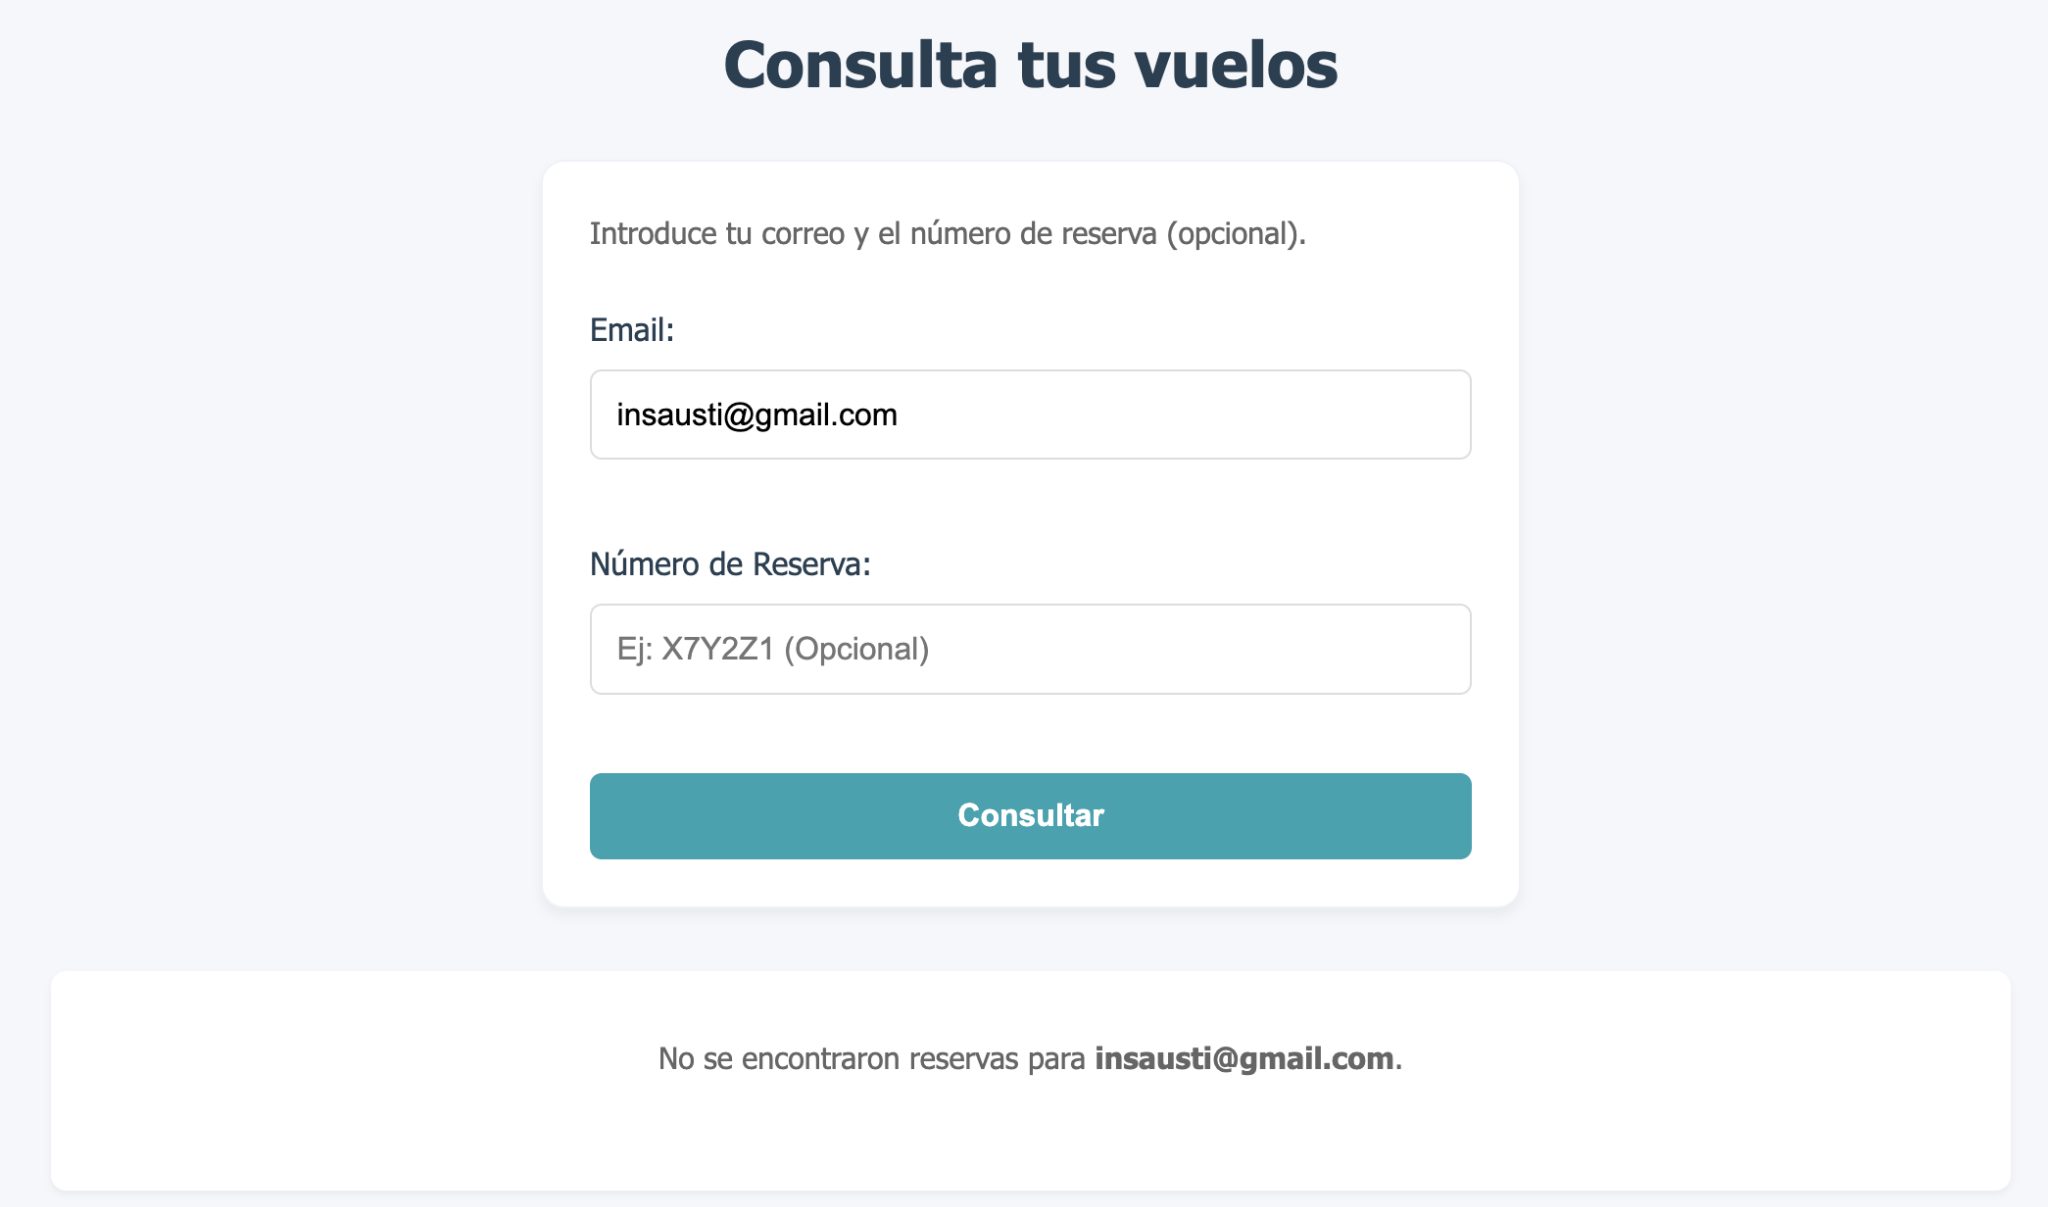 Consulta tus vuelos
Introduce tu correo y el número de reserva (opcional).
Email:
insausti@gmail.com
Número de Reserva:
Ej: X7Y2Z1 (Opcional)
Consultar
No se encontraron reservas para insausti@gmail.com.